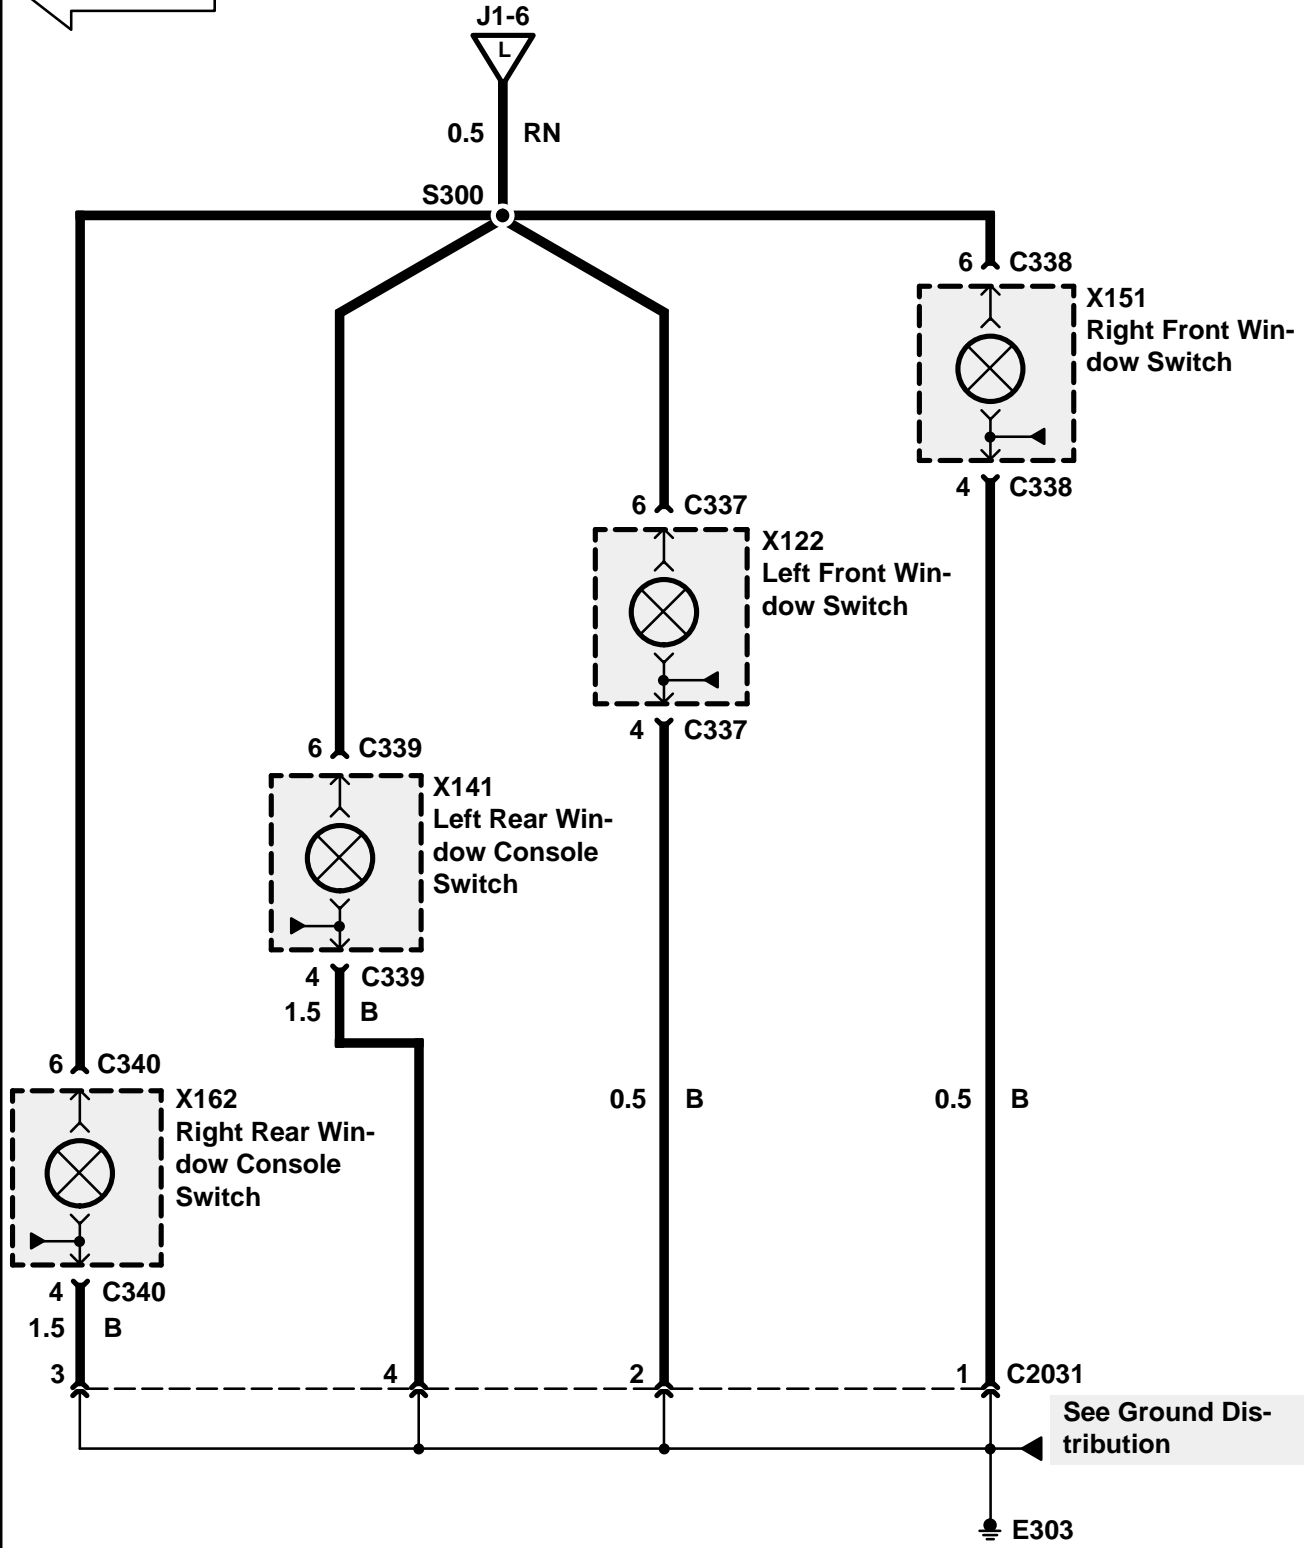 J1-6
L
0.5 RN
S300
6 C338
X151
Right Front Win-
dow Switch
4 C338
6 C337
X122
Left Front Win-
dow Switch
4 C337
6 C339
X141
Left Rear Win-
dow Console
Switch
4 C339
1.5 B
6 C340
X162
Right Rear Win-
dow Console
Switch
0.5 B
0.5 B
4 C340
1.5 B
3 4 2 1 C2031
See Ground Dis-
tribution
E303